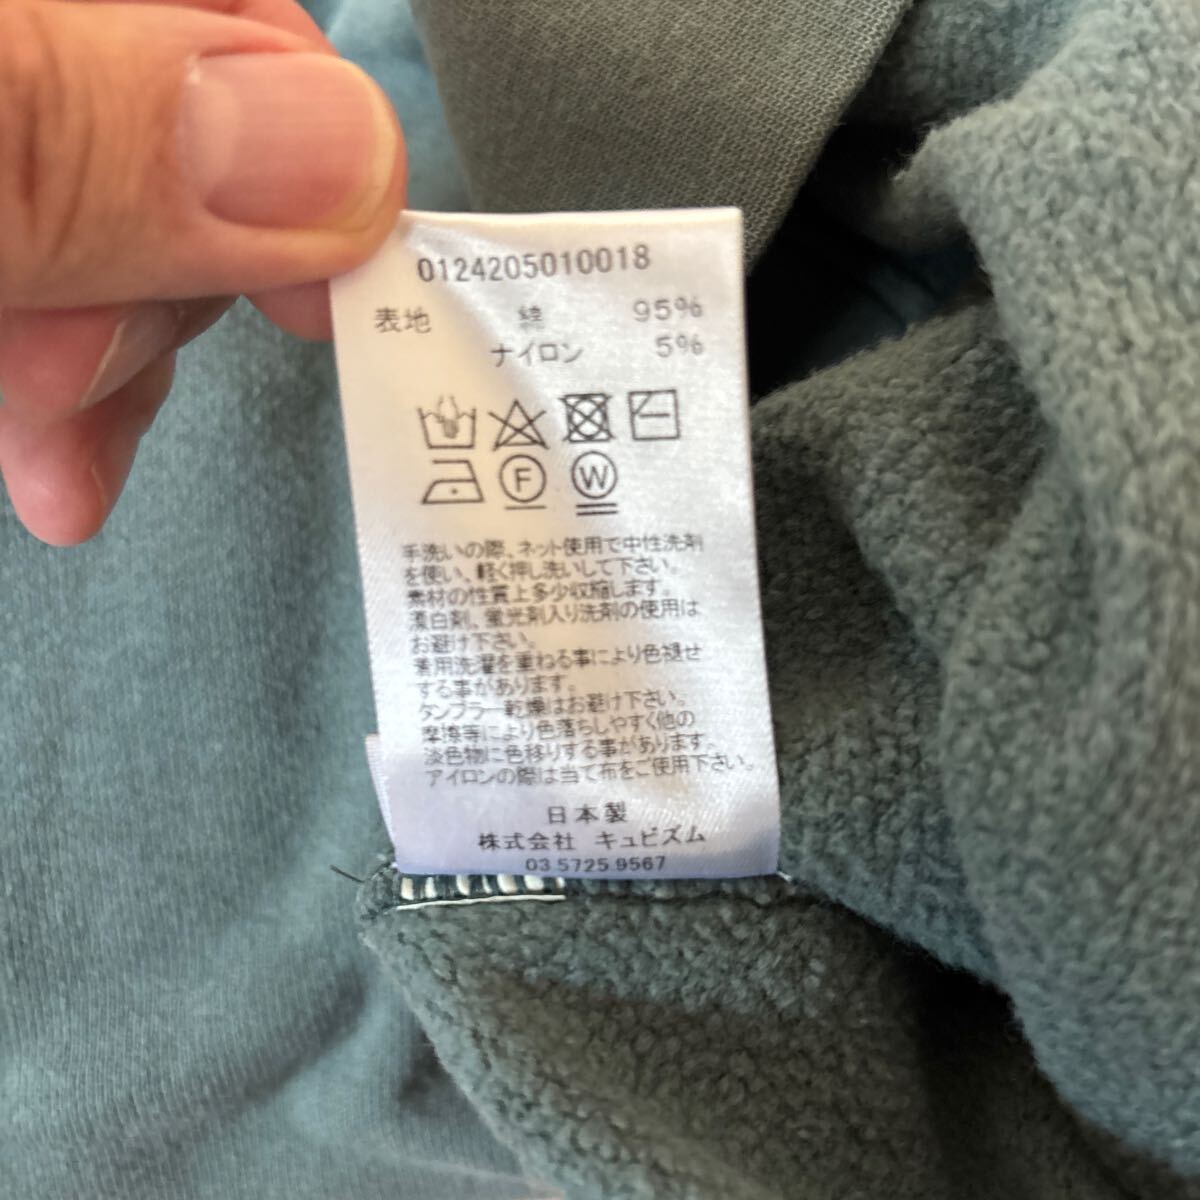 0124205010018
表地 綿 95%
ナイロン 5%
F W
手洗いの際、ネット使用で中性洗剤
を使い、軽く押し洗いして下さい。
素材の性質上多少収縮します。
漂白剤、蛍光剤入り洗剤の使用は
お避け下さい。
着用洗濯を重ねる事により色褪せ
する事があります。
タンブラー乾燥はお避け下さい。
摩擦等により色落ちしやすく他の
淡色物に色移りする事があります。
アイロンの際は当て布をご使用下さい。
日本製
株式会社 キュビズム
03 5725 9567